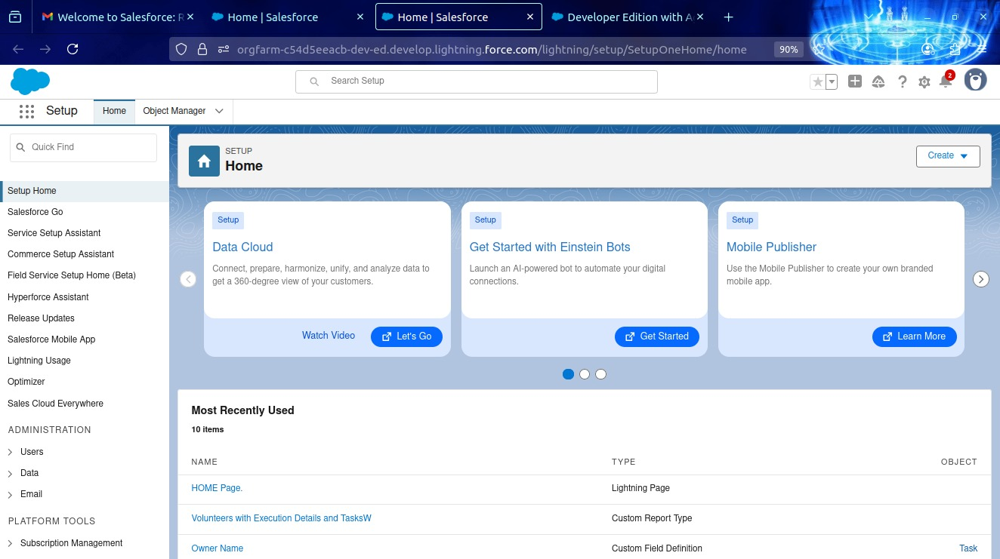 Welcome to Salesforce: R
Home | Salesforce
Home | Salesforce
Developer Edition with A
orgfarm-c54d5eeacb-dev-ed.develop.lightning.force.com/lightning/setup/SetupOneHome/home
90%
Search Setup
2
Setup
Home
Object Manager
Quick Find
Setup Home
Salesforce Go
Service Setup Assistant
Commerce Setup Assistant
Field Service Setup Home (Beta)
Hyperforce Assistant
Release Updates
Salesforce Mobile App
Lightning Usage
Optimizer
Sales Cloud Everywhere
ADMINISTRATION
Users
Data
Email
PLATFORM TOOLS
Subscription Management
SETUP
Home
Create
Setup
Data Cloud
Connect, prepare, harmonize, unify, and analyze data to
get a 360-degree view of your customers.
Watch Video
Let's Go
Setup
Get Started with Einstein Bots
Launch an AI-powered bot to automate your digital
connections.
Get Started
Setup
Mobile Publisher
Use the Mobile Publisher to create your own branded
mobile app.
Learn More
Most Recently Used
10 items
NAME TYPE OBJECT
HOME Page. Lightning Page
Volunteers with Execution Details and TasksW Custom Report Type
Owner Name Custom Field Definition Task